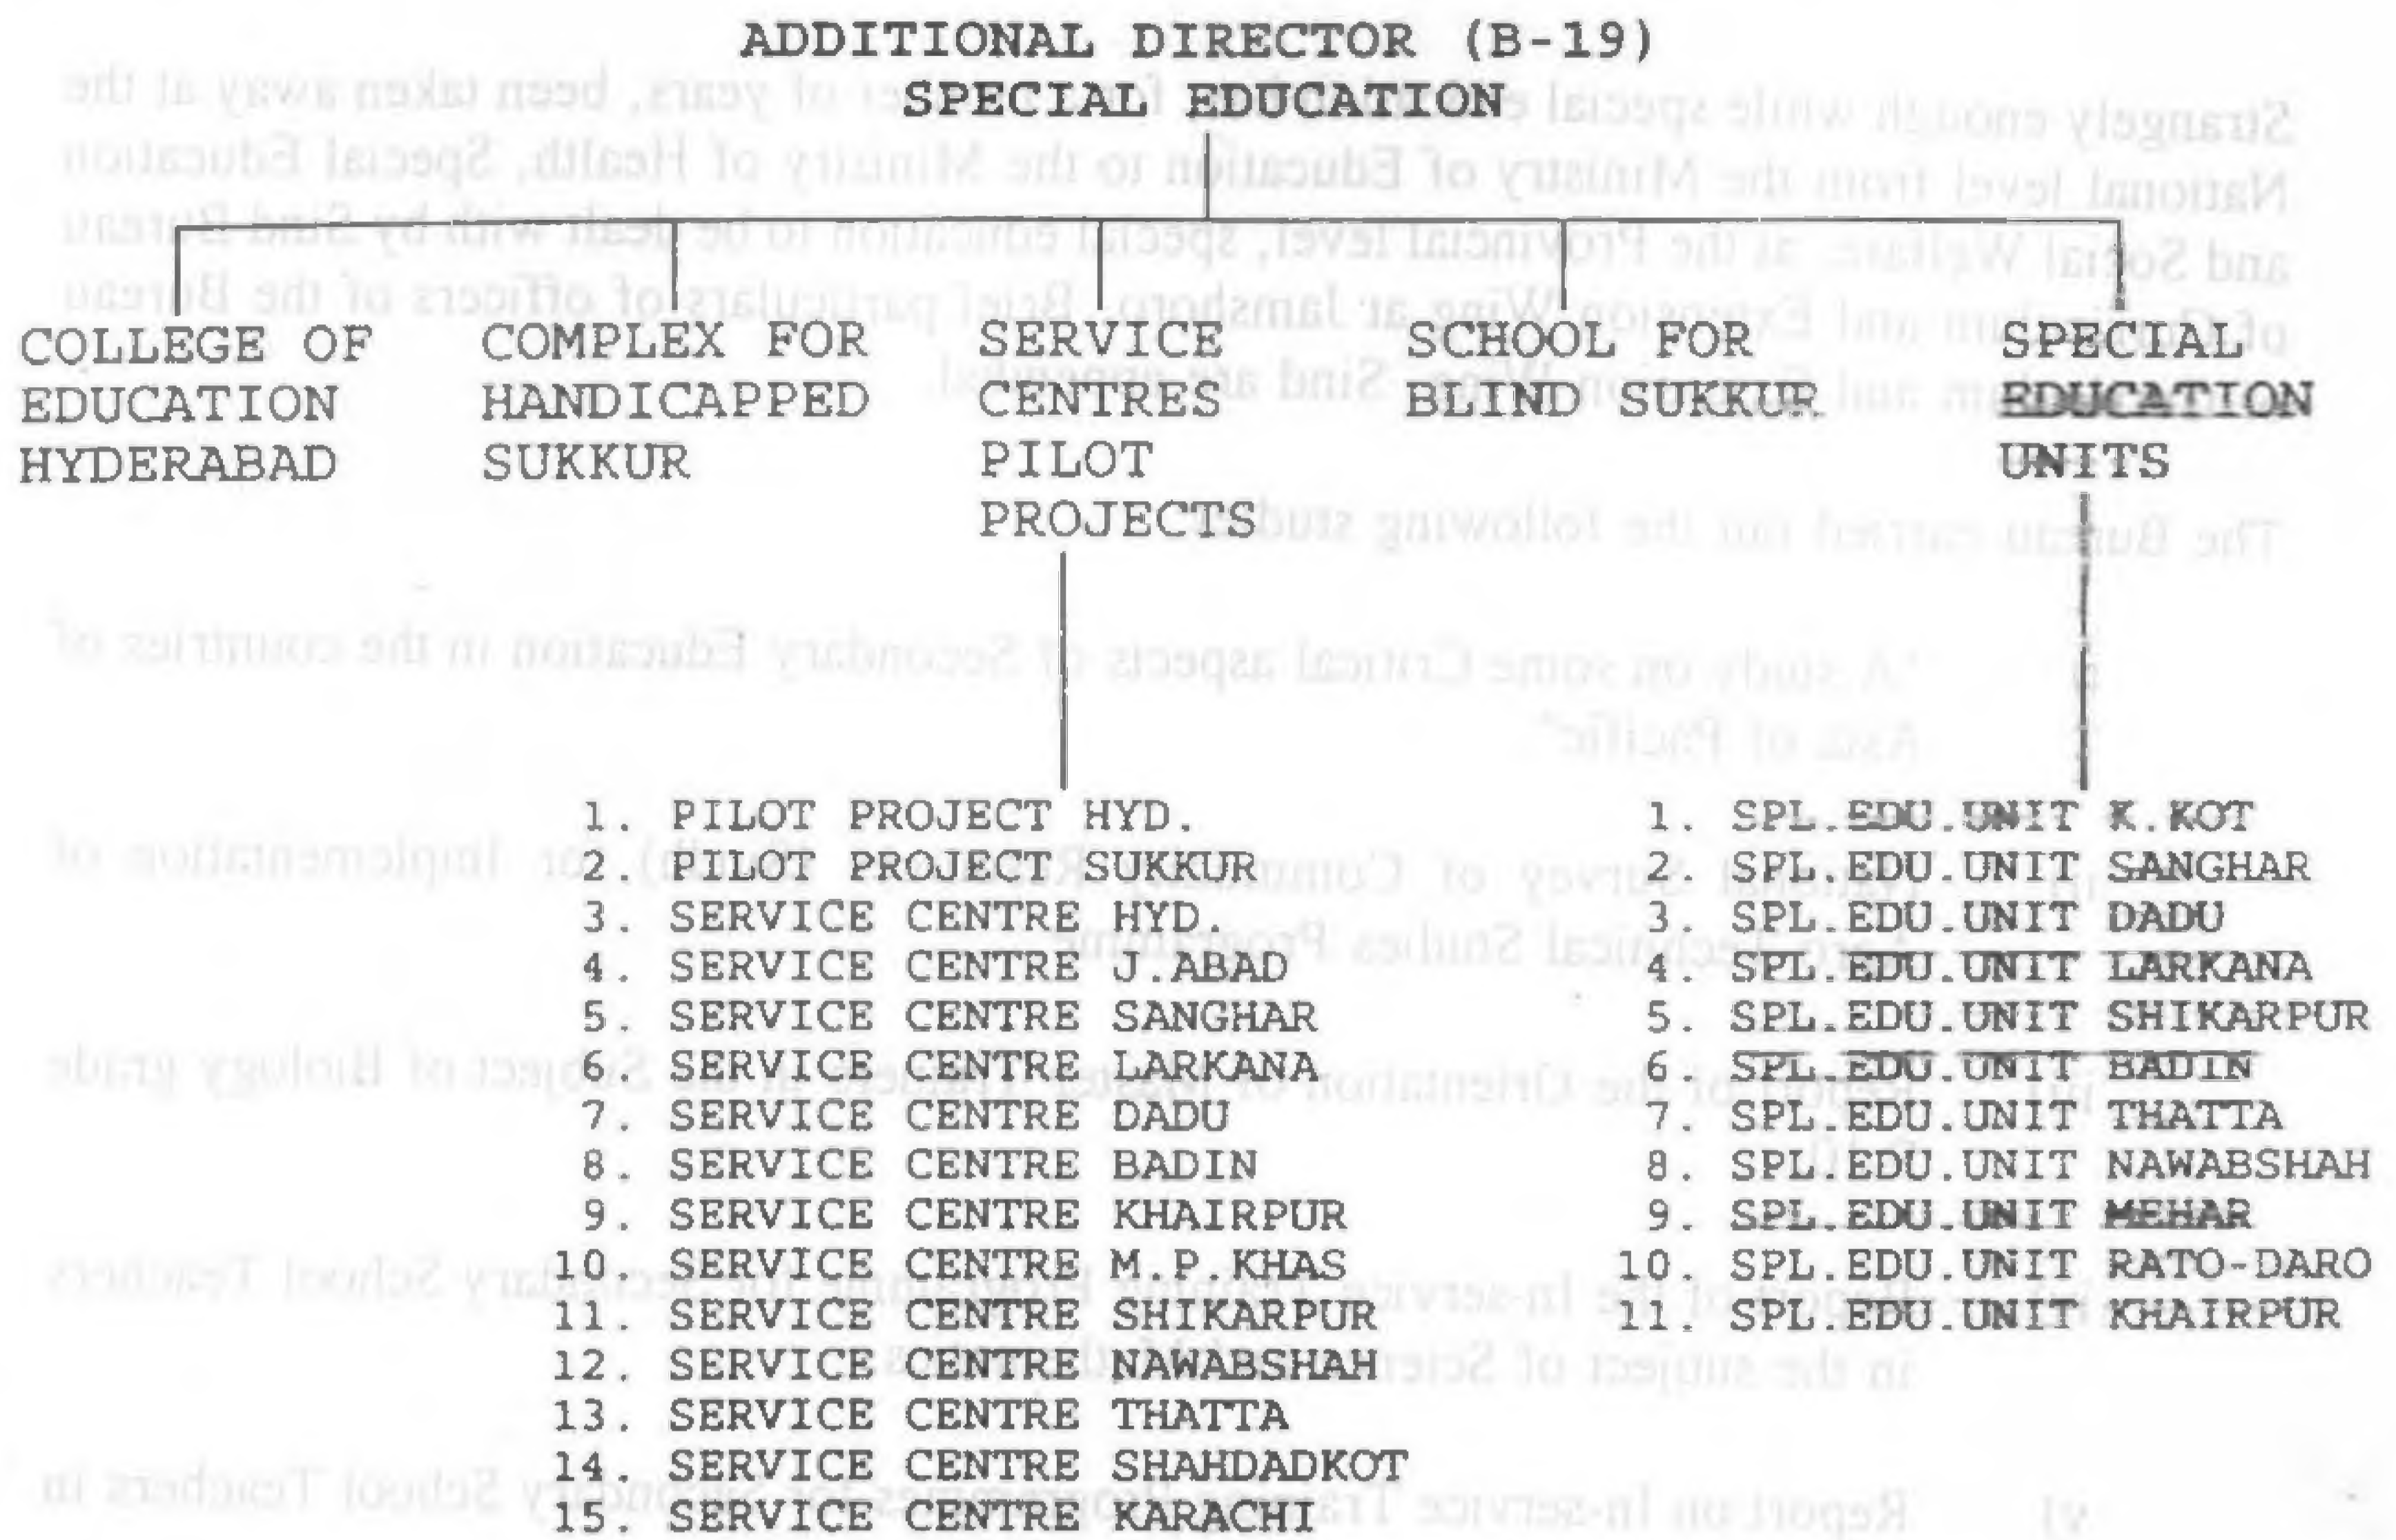 ADDITIONAL DIRECTOR (B-19)
SPECIAL EDUCATION
COLLEGE OF
EDUCATION
HYDERABAD
COMPLEX FOR
HANDICAPPED
SUKKUR
SERVICE
CENTRES
PILOT
PROJECTS
SCHOOL FOR
BLIND SUKKUR
SPECIAL
EDUCATION
UNITS
1. PILOT PROJECT HYD.
2. PILOT PROJECT SUKKUR
3. SERVICE CENTRE HYD.
4. SERVICE CENTRE J.ABAD
5. SERVICE CENTRE SANGHAR
6. SERVICE CENTRE LARKANA
7. SERVICE CENTRE DADU
8. SERVICE CENTRE BADIN
9. SERVICE CENTRE KHAIRPUR
10. SERVICE CENTRE M.P.KHAS
11. SERVICE CENTRE SHIKARPUR
12. SERVICE CENTRE NAWABSHAH
13. SERVICE CENTRE THATTA
14. SERVICE CENTRE SHAHDADKOT
15. SERVICE CENTRE KARACHI
1. SPL.EDU.UNIT K.KOT
2. SPL.EDU.UNIT SANGHAR
3. SPL.EDU.UNIT DADU
4. SPL.EDU.UNIT LARKANA
5. SPL.EDU.UNIT SHIKARPUR
6. SPL.EDU.UNIT BADIN
7. SPL.EDU.UNIT THATTA
8. SPL.EDU.UNIT NAWABSHAH
9. SPL.EDU.UNIT MEHAR
10. SPL.EDU.UNIT RATO-DARO
11. SPL.EDU.UNIT KHAIRPUR